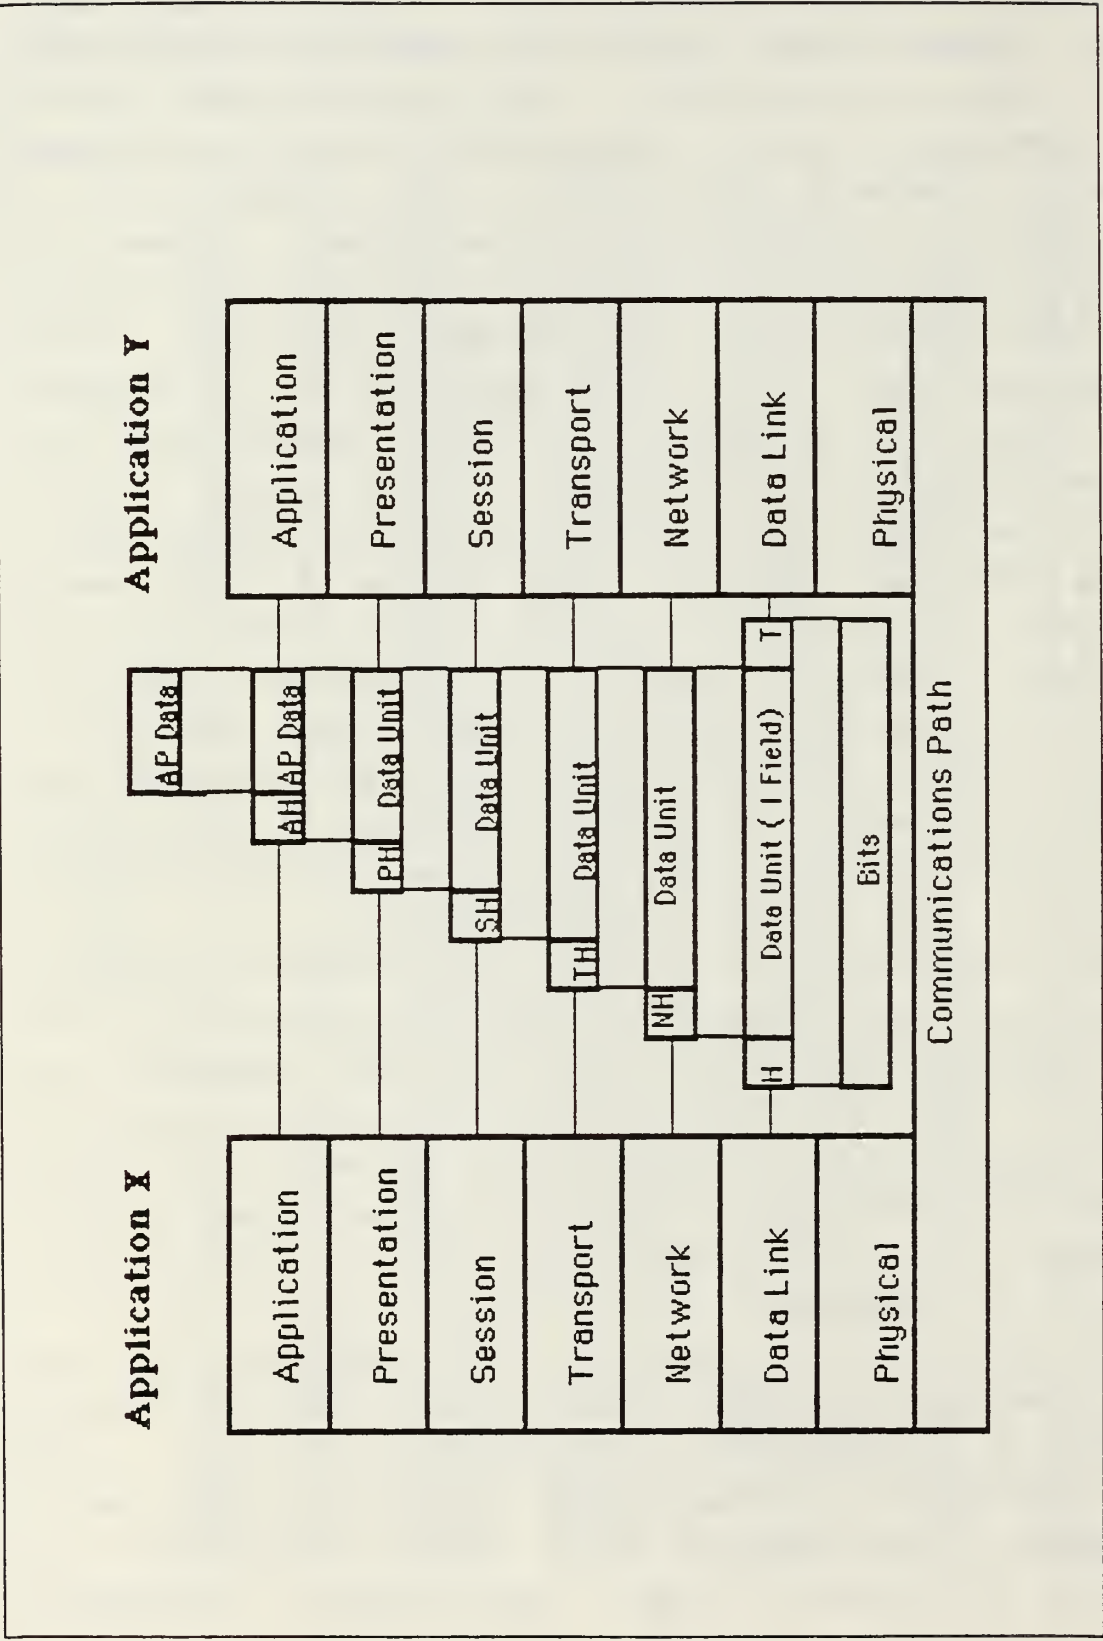 Application X
Application Y
AP Data
Application
AH
AP Data
Application
Presentation
PH
Data Unit
Presentation
Session
SH
Data Unit
Session
Transport
TH
Data Unit
Transport
Network
NH
Data Unit
Network
Data Link
H
Data Unit ( I Field)
T
Data Link
Physical
Bits
Physical
Communications Path